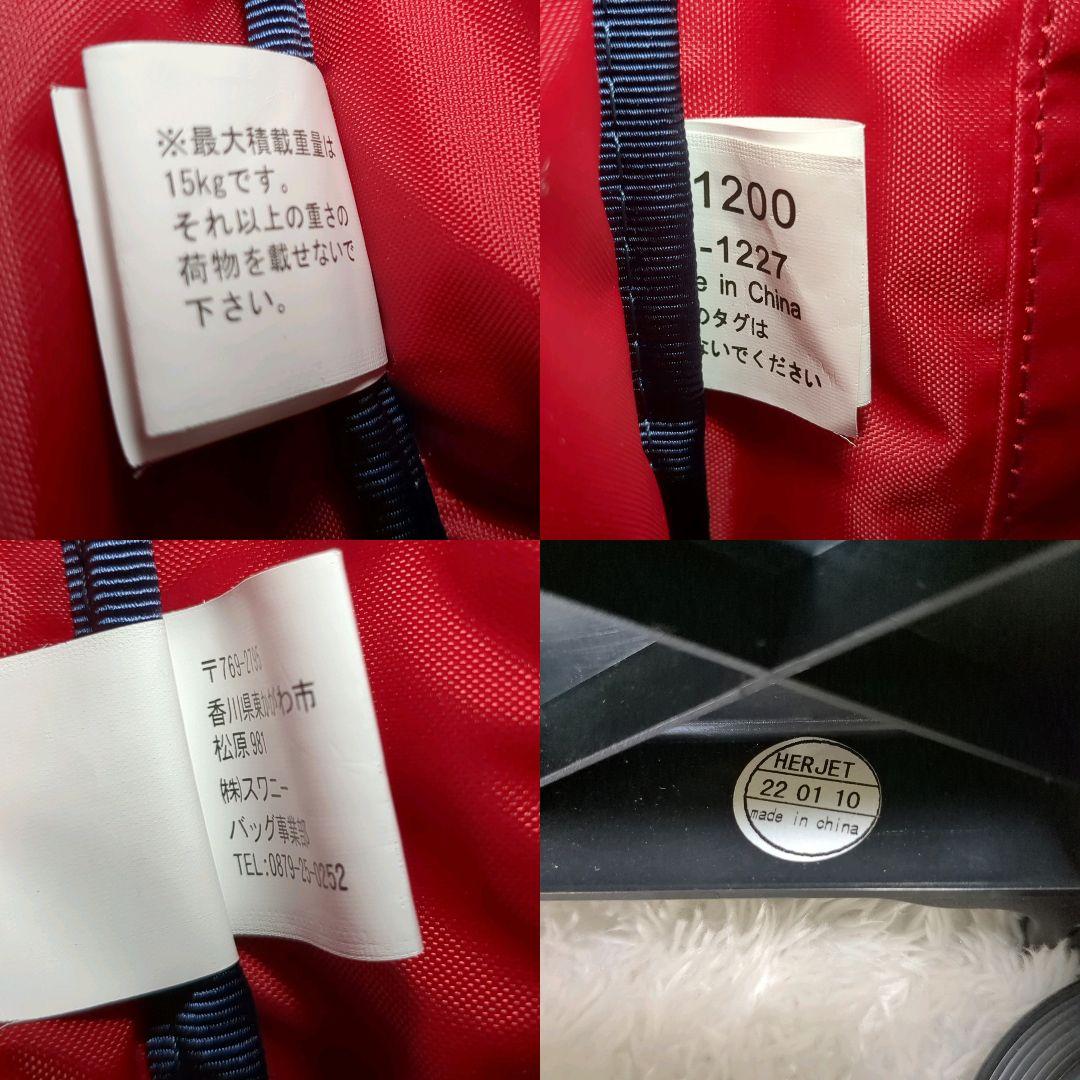 ※最大積載重量は
15kgです。
それ以上の重さの
荷物を載せないで
下さい。
1200
-1227
e in China
のタグは
ないでください
〒769-2795
香川県東かがわ市
松原981
㈱スワニー
バッグ事業部
TEL:0879-25-0252
HERJET
22 01 10
made in china